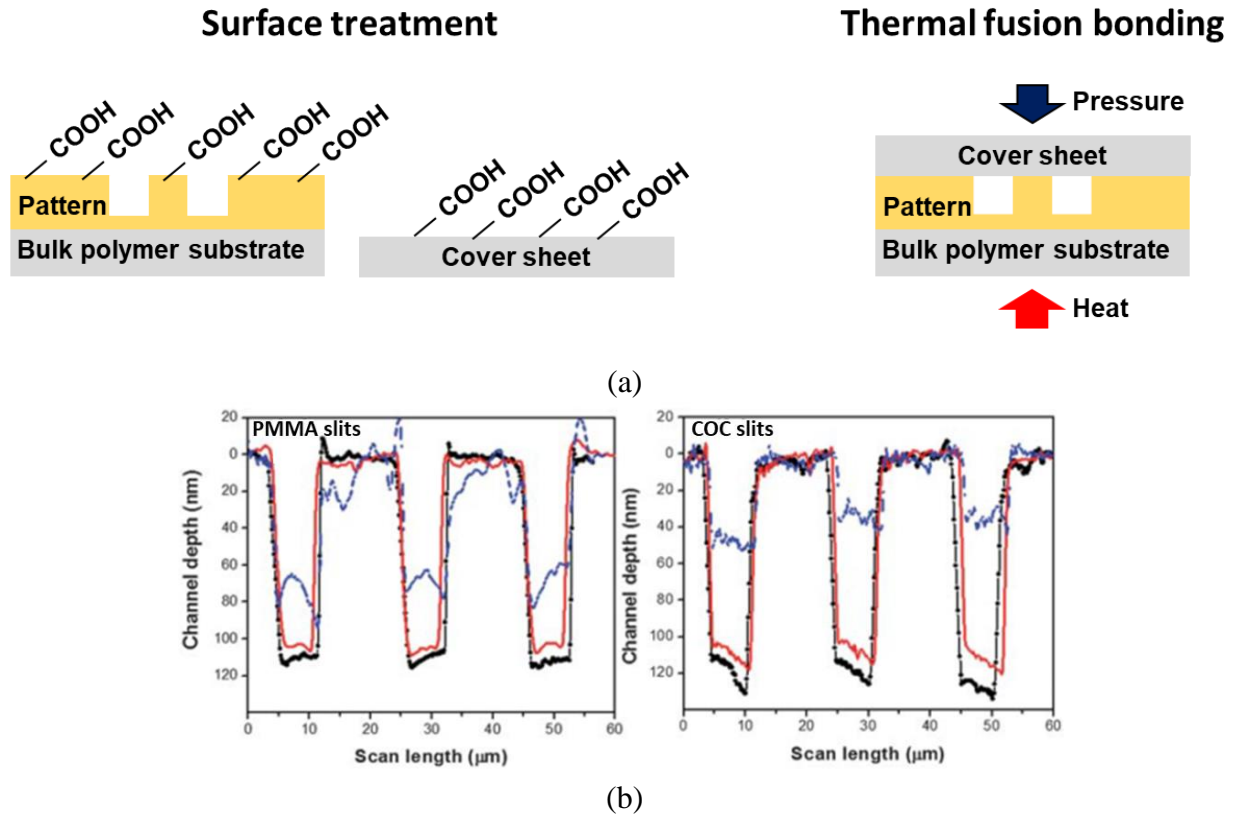 Surface treatment
Thermal fusion bonding
COOH
COOH
COOH
COOH
COOH
Pattern
Bulk polymer substrate
COOH
COOH
COOH
COOH
Cover sheet
Pressure
Cover sheet
Pattern
Bulk polymer substrate
Heat
(a)
PMMA slits
20
0
20
40
60
80
100
120
Channel depth (nm)
0
10
20
30
40
50
60
Scan length (μm)
COC slits
20
0
20
40
60
80
100
120
Channel depth (nm)
0
10
20
30
40
50
60
Scan length (μm)
(b)